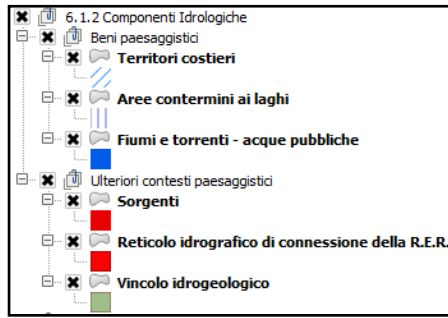 6.1.2 Componenti Idrologiche
Beni paesaggistici
Territori costieri
Aree contermini ai laghi
Fiumi e torrenti - acque pubbliche
Ulteriori contesti paesaggistici
Sorgenti
Reticolo idrografico di connessione della R.E.R.
Vincolo idrogeologico